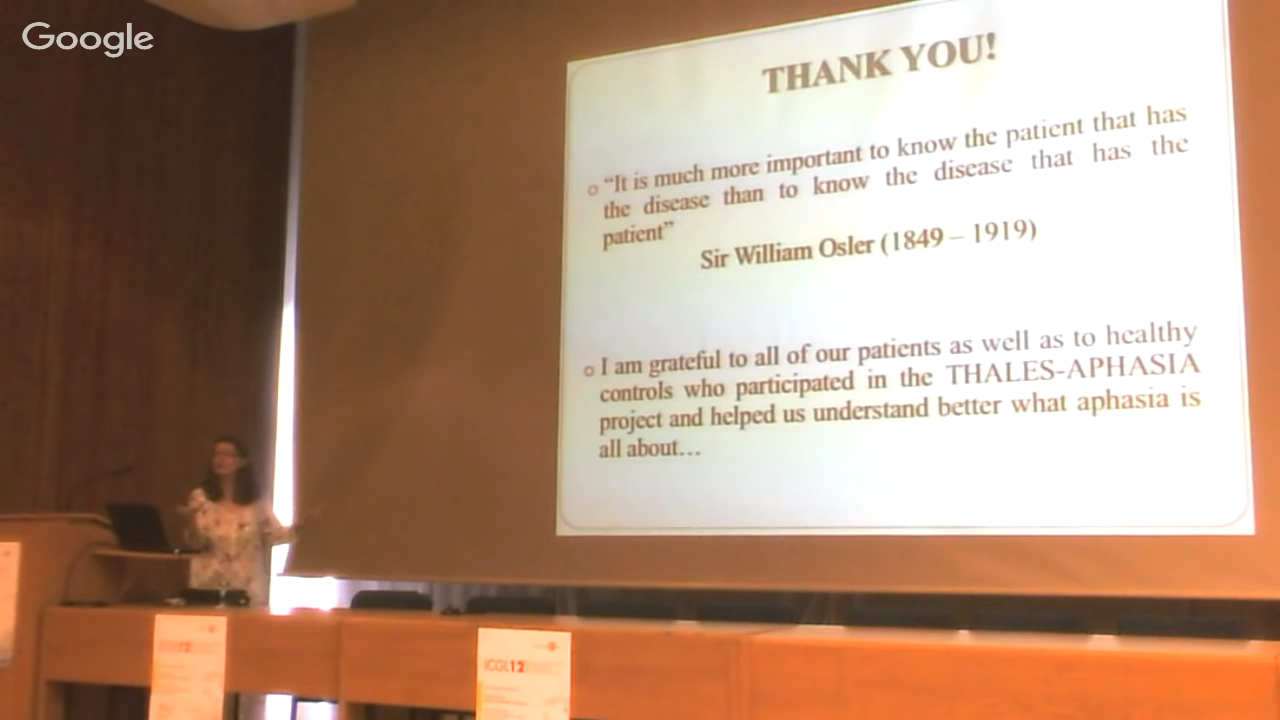 Google
THANK YOU!
“It is much more important to know the patient that has
the disease than to know the disease that has the
patient”
Sir William Osler (1849 – 1919)
I am grateful to all of our patients as well as to healthy
controls who participated in the THALES-APHASIA
project and helped us understand better what aphasia is
all about…
ICGL12
ICGL12